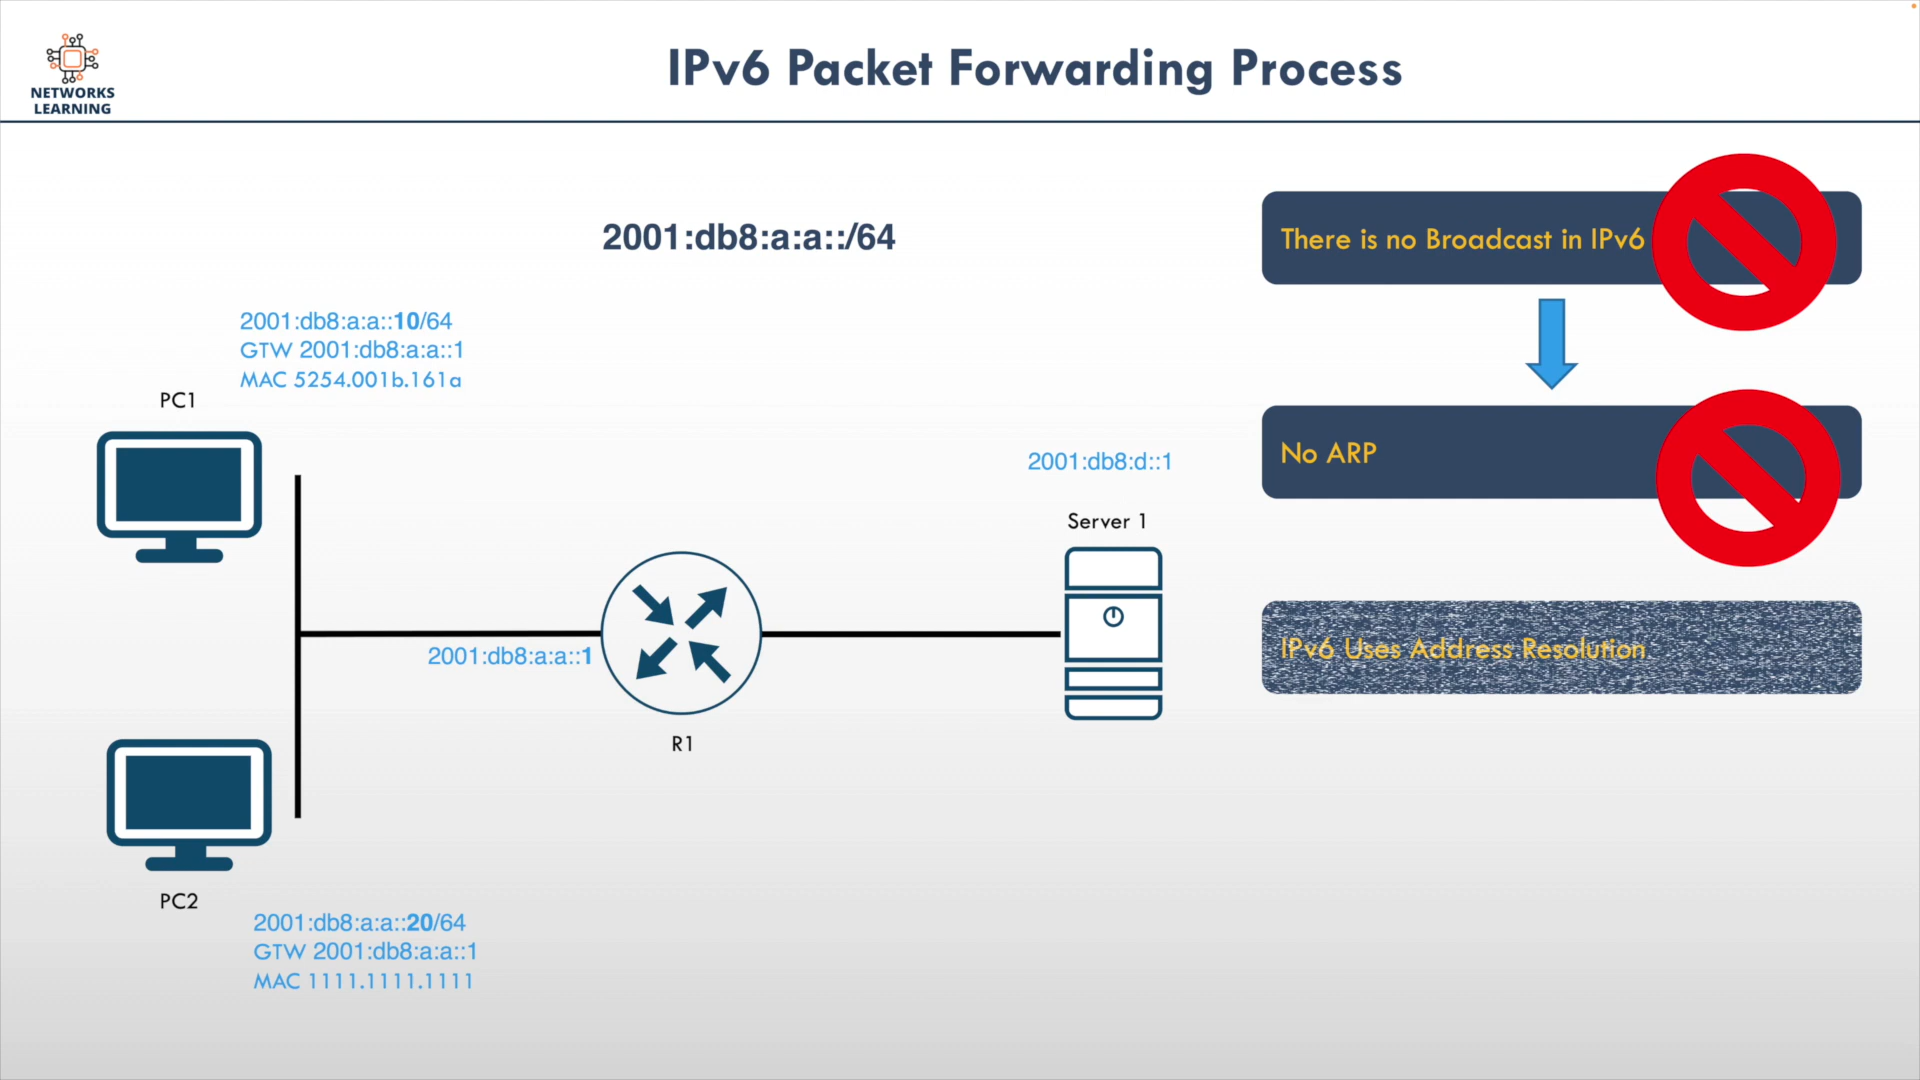 NETWORKS
LEARNING
IPv6 Packet Forwarding Process
2001:db8:a:a::/64
There is no Broadcast in IPv6
2001:db8:a:a::10/64
GTW 2001:db8:a:a::1
MAC 5254.001b.161a
PC1
No ARP
2001:db8:d::1
Server 1
IPv6 Uses Address Resolution
2001:db8:a:a::1
R1
PC2
2001:db8:a:a::20/64
GTW 2001:db8:a:a::1
MAC 1111.1111.1111